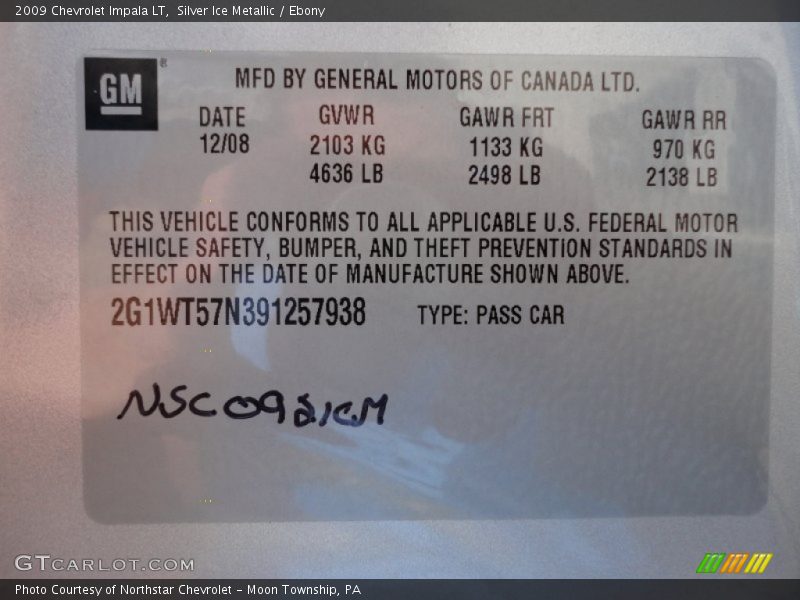 2009 Chevrolet Impala LT, Silver Ice Metallic / Ebony
GM
MFD BY GENERAL MOTORS OF CANADA LTD.
DATE GVWR GAWR FRT GAWR RR
12/08 2103 KG 1133 KG 970 KG
4636 LB 2498 LB 2138 LB
THIS VEHICLE CONFORMS TO ALL APPLICABLE U.S. FEDERAL MOTOR
VEHICLE SAFETY, BUMPER, AND THEFT PREVENTION STANDARDS IN
EFFECT ON THE DATE OF MANUFACTURE SHOWN ABOVE.
2G1WT57N391257938 TYPE: PASS CAR
GTCARLOT.COM
Photo Courtesy of Northstar Chevrolet - Moon Township, PA